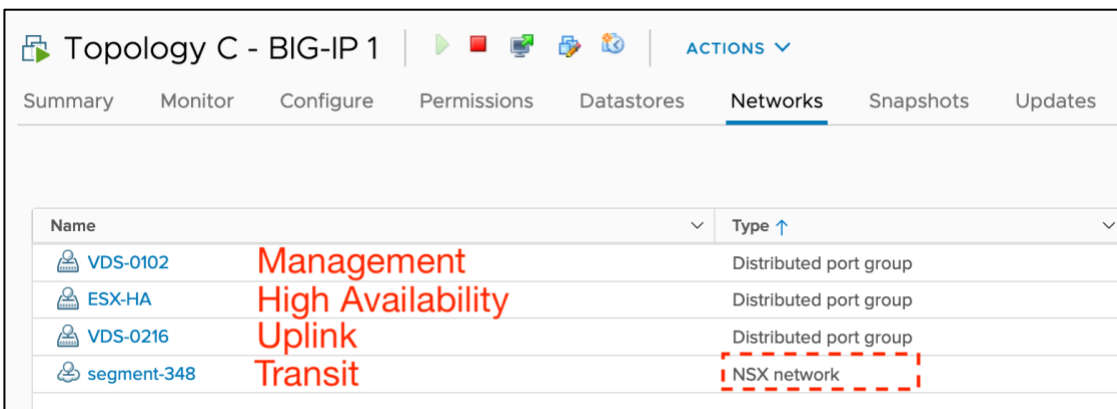 Topology C - BIG-IP 1 ACTIONS
Summary Monitor Configure Permissions Datastores Networks Snapshots Updates
Name Type
VDS-0102 Management Distributed port group
ESX-HA High Availability Distributed port group
VDS-0216 Uplink Distributed port group
segment-348 Transit NSX network